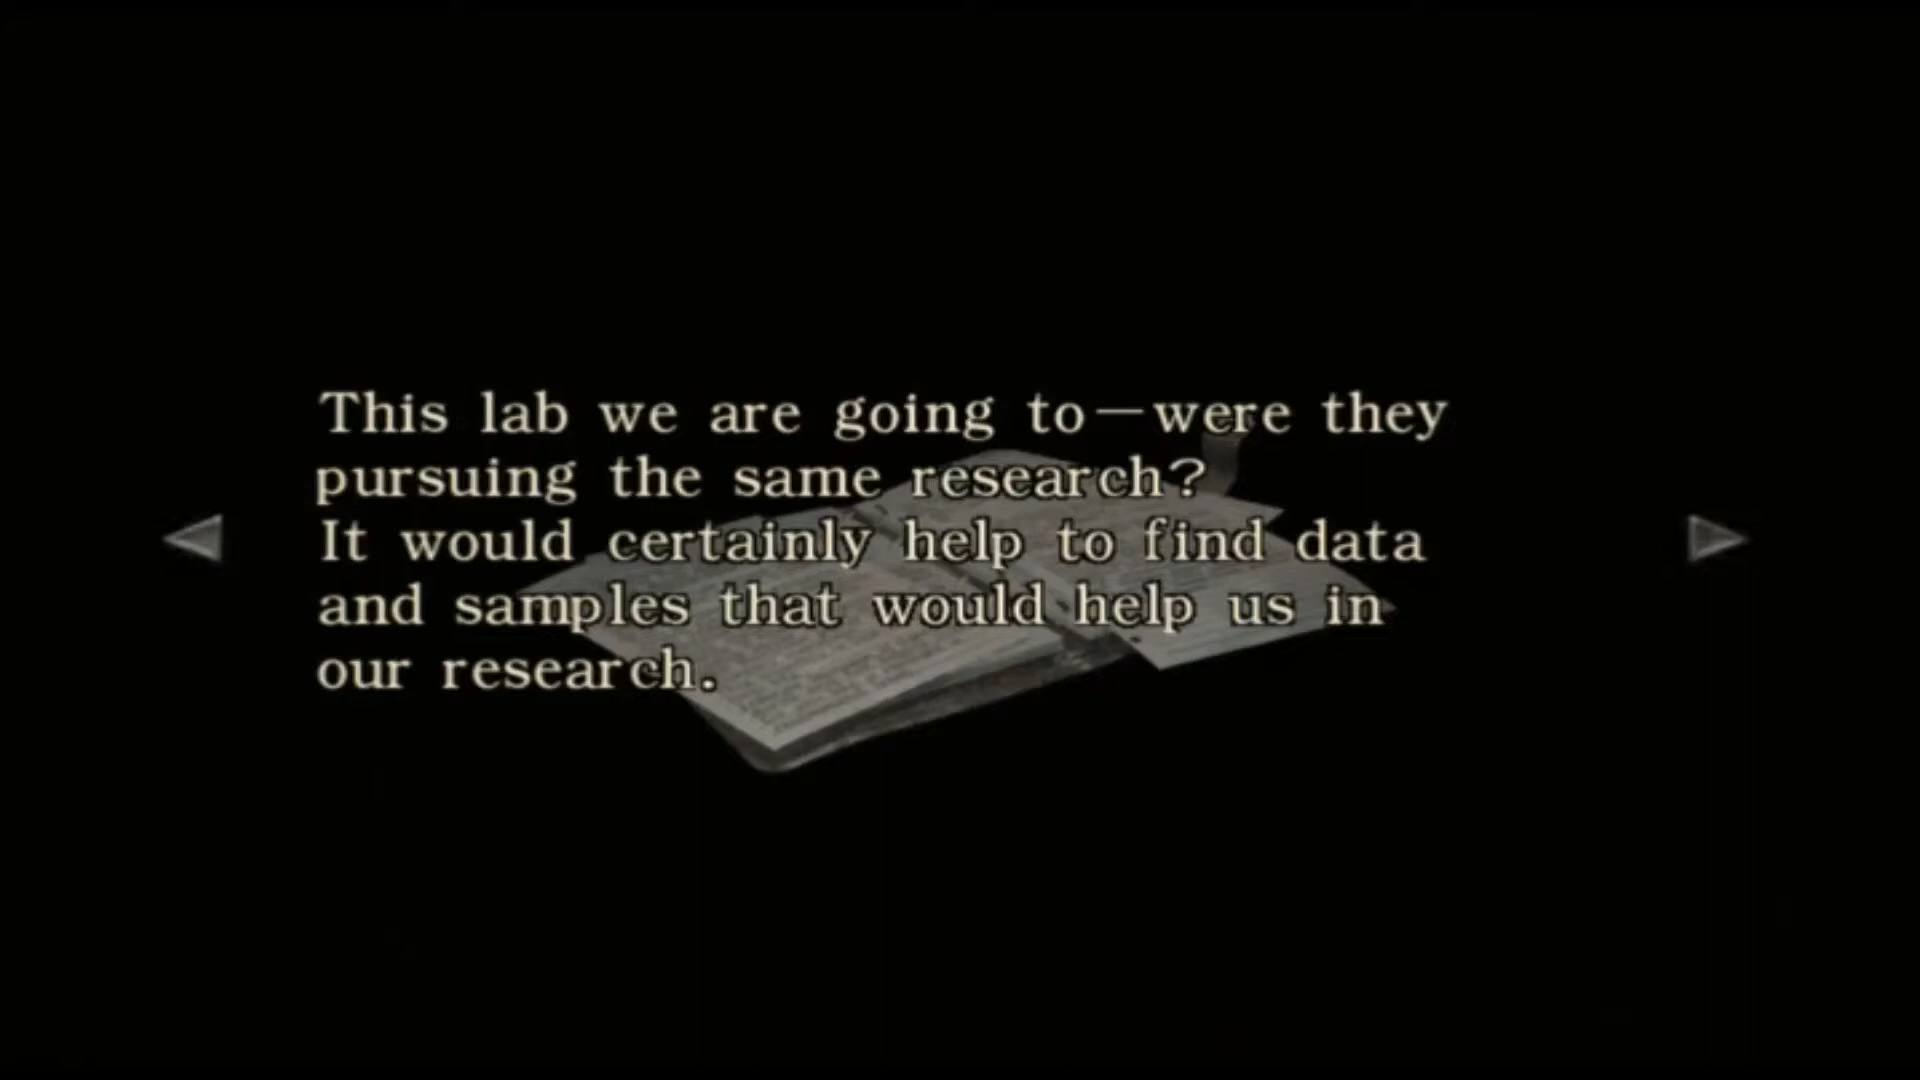 This lab we are going to—were they
pursuing the same research?
It would certainly help to find data
and samples that would help us in
our research.